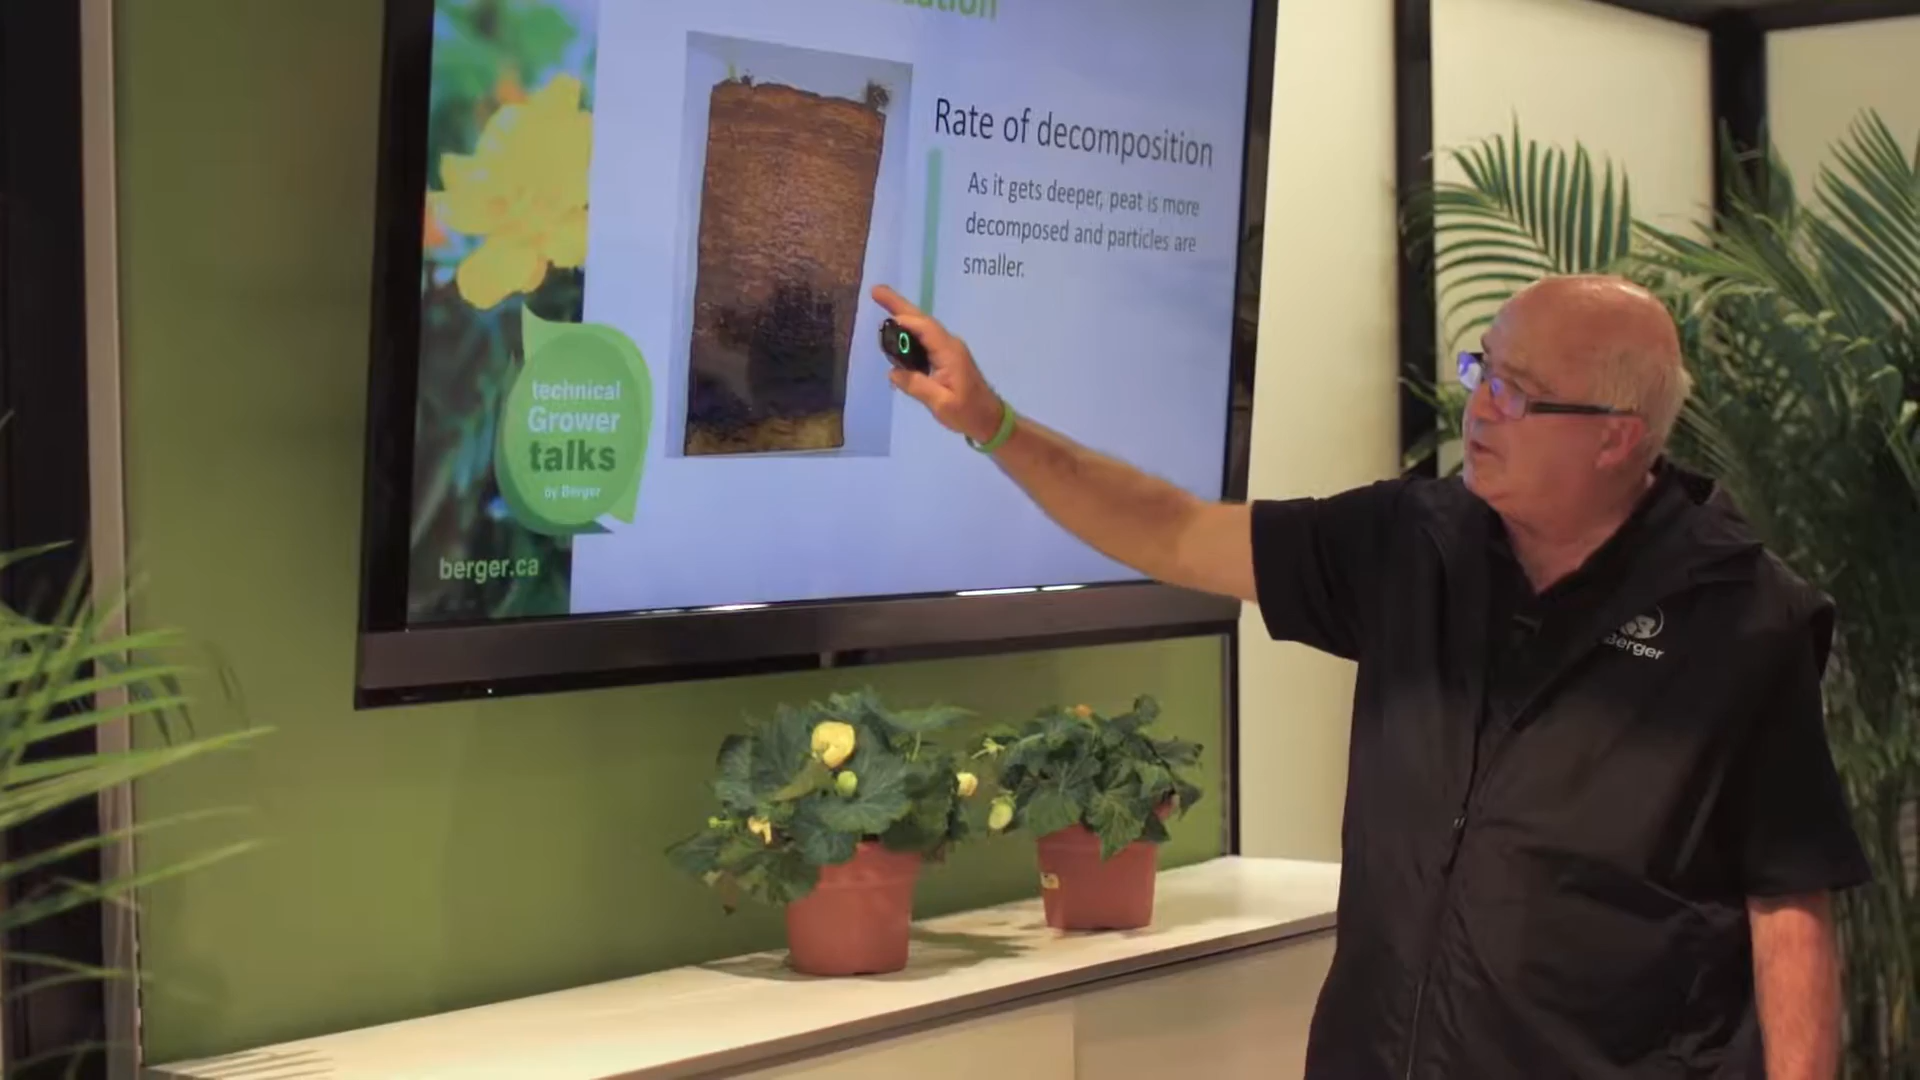 Rate of decomposition
As it gets deeper, peat is more
decomposed and particles are
smaller.
technical
Grower
talks
by Berger
berger.ca
Berger